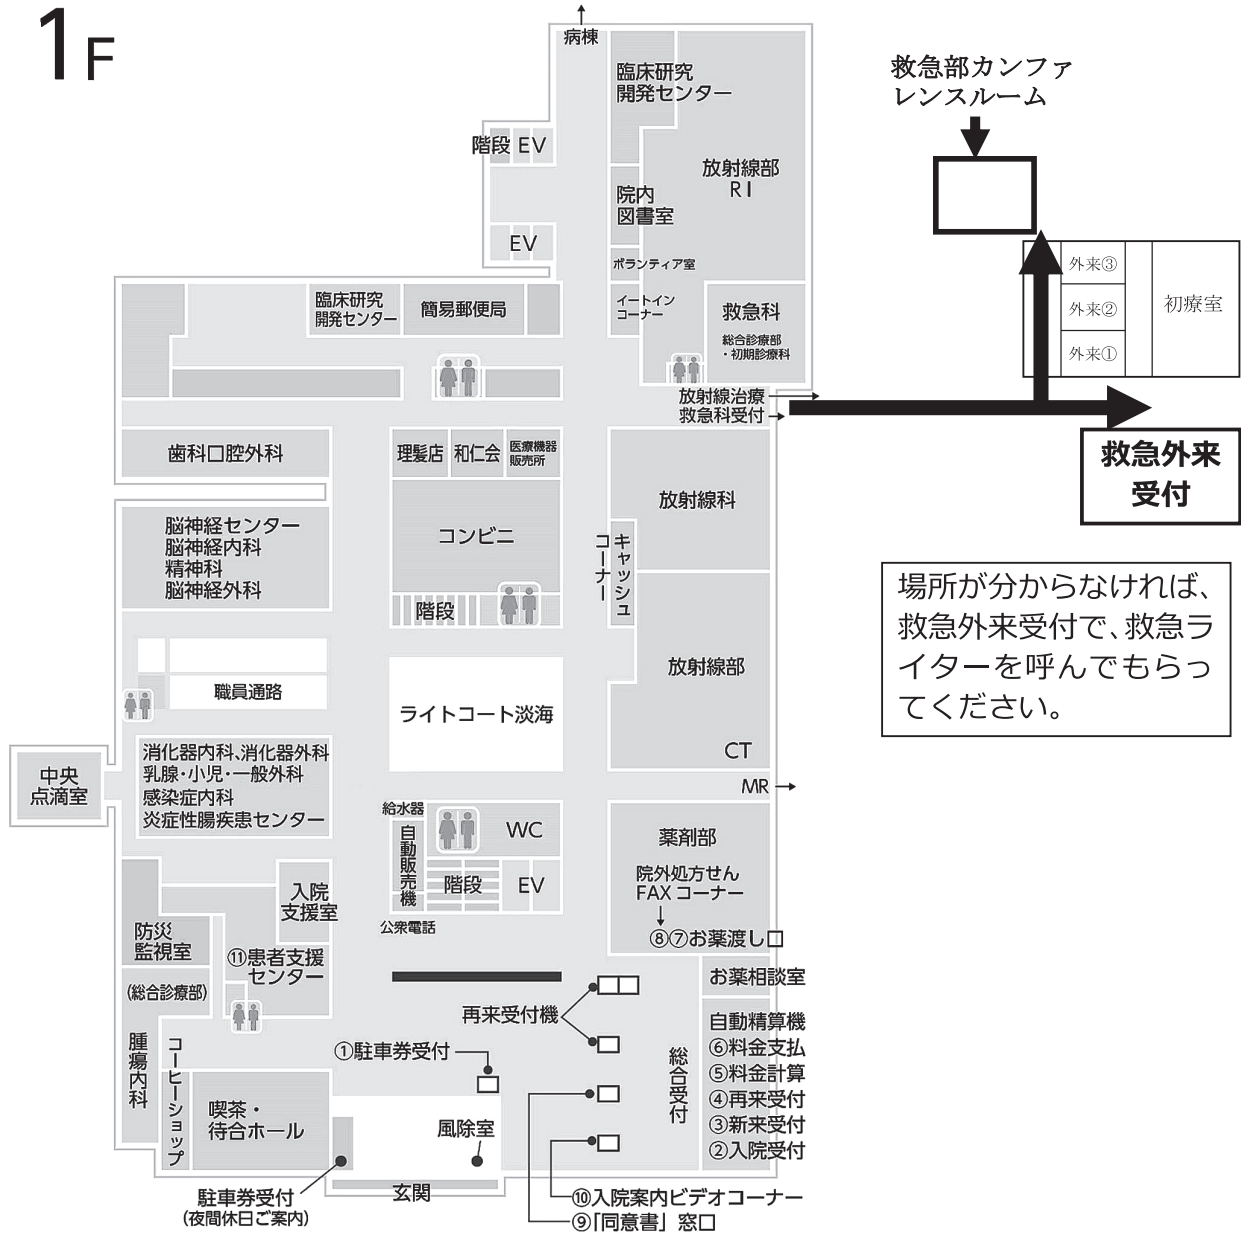 1F
病棟
臨床研究
開発センター
階段 EV
放射線部
RI
院内
図書室
EV
ボランティア室
臨床研究
開発センター
簡易郵便局
イートイン
コーナー
救急科
総合診療部
・初期診療科
放射線治療
救急科受付
救急部カンファ
レンスルーム
外来③
外来②
外来①
初療室
救急外来
受付
場所が分からなければ、
救急外来受付で、救急ラ
イターを呼んでもらっ
てください。
歯科口腔外科
理髪店
和仁会
医療機器
販売所
放射線科
脳神経センター
脳神経内科
精神科
脳神経外科
コンビニ
キャッシュ
コーナー
階段
放射線部
CT
職員通路
ライトコート淡海
MR
中央
点滴室
消化器内科、消化器外科
乳腺・小児・一般外科
感染症内科
炎症性腸疾患センター
給水器
自動販売機
WC
階段
EV
公衆電話
薬剤部
院外処方せん
FAXコーナー
⑧⑦お薬渡し
入院
支援室
防災
監視室
⑪患者支援
センター
(総合診療部)
お薬相談室
再来受付機
①駐車券受付
自動精算機
⑥料金支払
⑤料金計算
④再来受付
③新来受付
②入院受付
総合受付
腫瘍内科
コーヒーショップ
喫茶・
待合ホール
風除室
駐車券受付
(夜間休日ご案内)
玄関
⑩入院案内ビデオコーナー
⑨「同意書」窓口